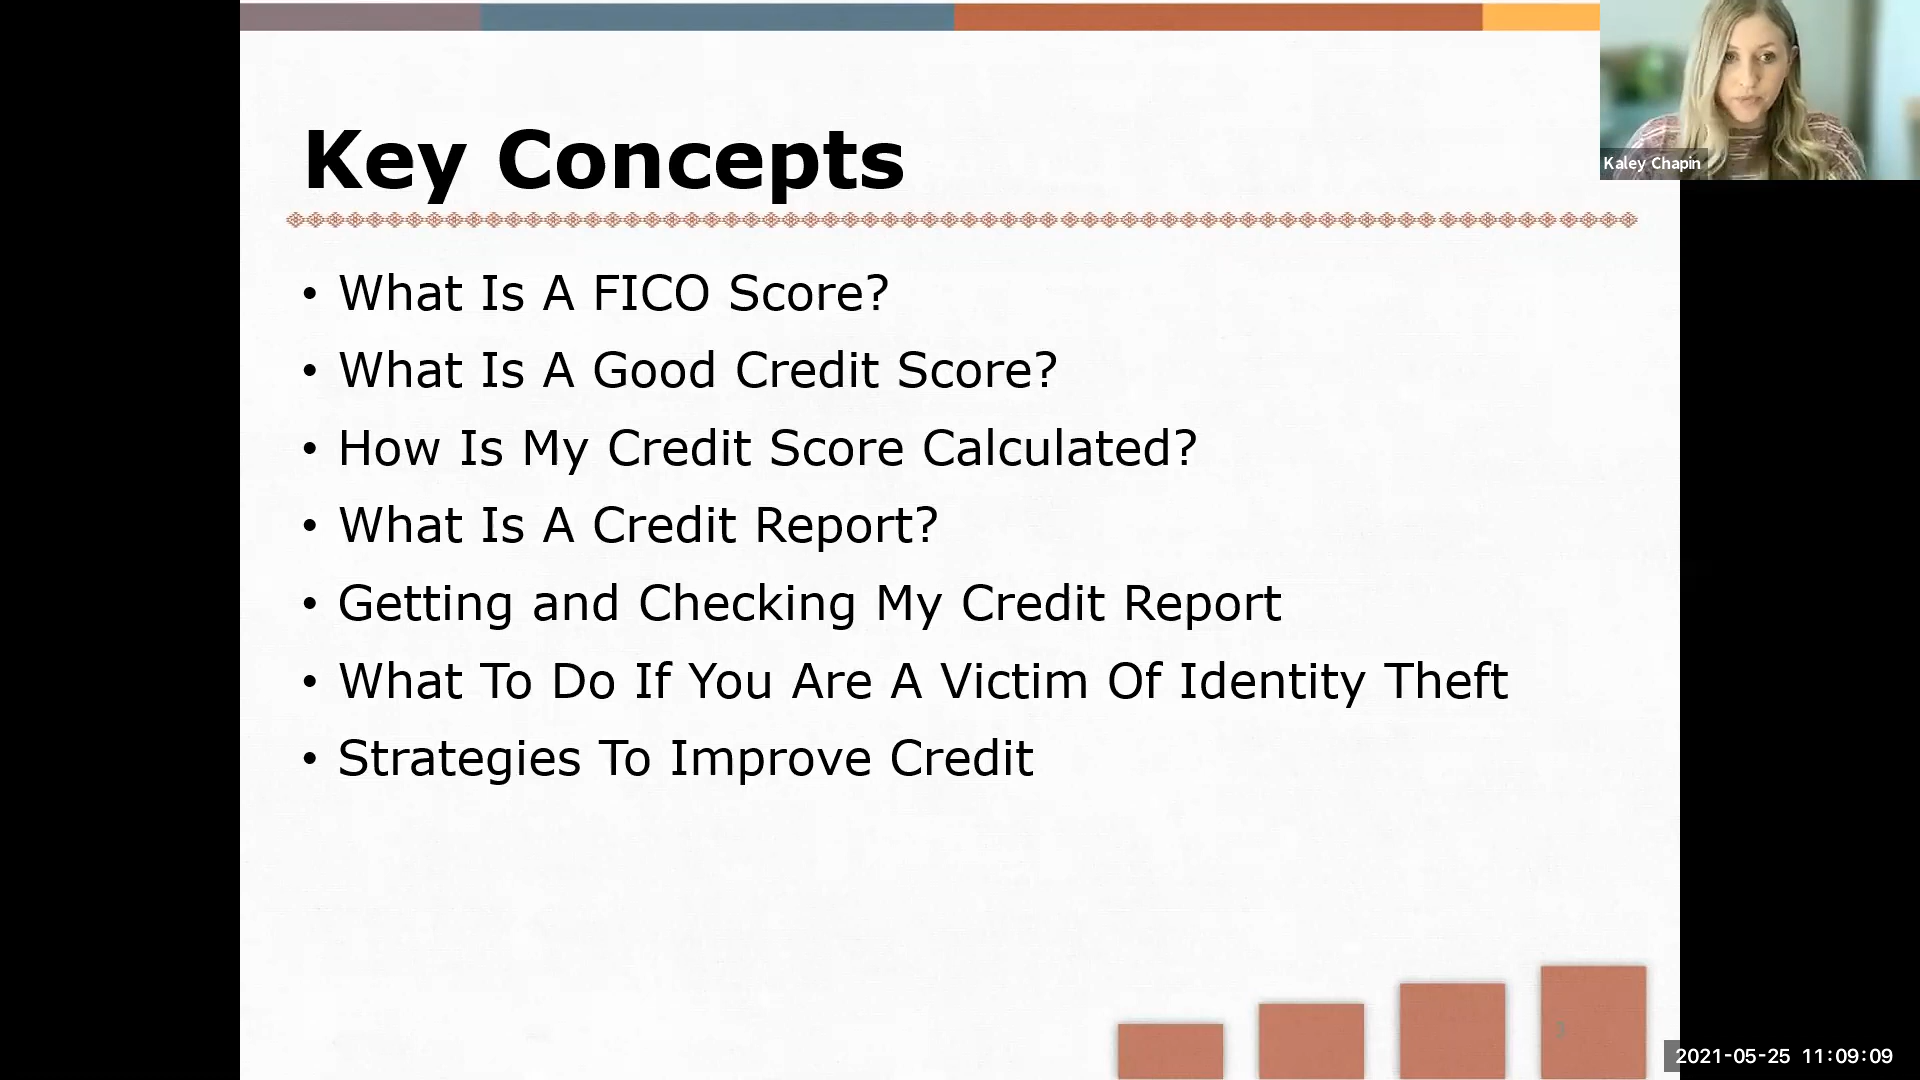 Key Concepts
Kaley Chapin
• What Is A FICO Score?
• What Is A Good Credit Score?
• How Is My Credit Score Calculated?
• What Is A Credit Report?
• Getting and Checking My Credit Report
• What To Do If You Are A Victim Of Identity Theft
• Strategies To Improve Credit
3
2021-05-25 11:09:09